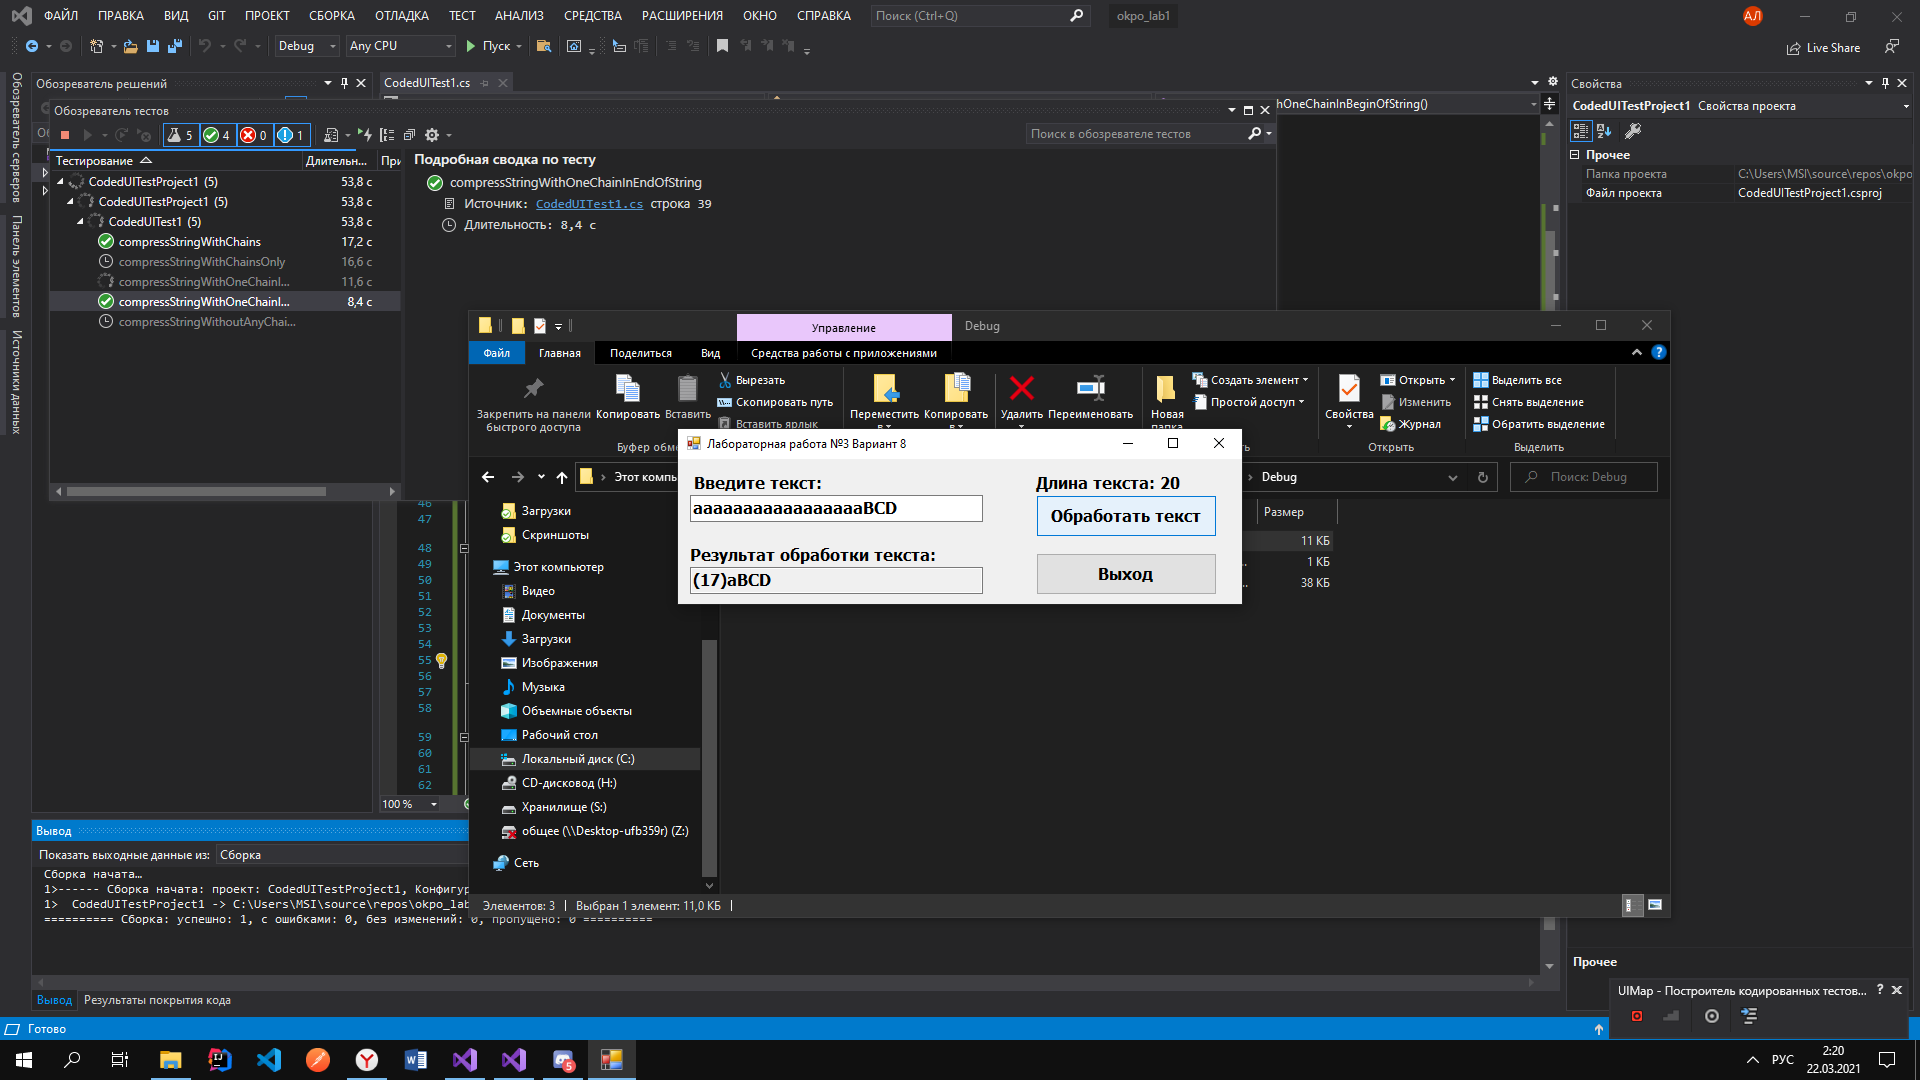 ФАЙЛ ПРАВКА ВИД GIT ПРОЕКТ СБОРКА ОТЛАДКА ТЕСТ АНАЛИЗ СРЕДСТВА РАСШИРЕНИЯ ОКНО СПРАВКА Поиск (Ctrl+Q) okpo_lab1 АЛ
Debug Any CPU Пуск Live Share
Обозреватель серверов
Панель элементов
Источники данных
Обозреватель решений
CodedUITest1.cs
Обозреватель тестов
hOneChainInBeginOfString()
5 4 0 1
Поиск в обозревателе тестов
Тестирование Длительн... При
CodedUITestProject1 (5) 53,8 с
CodedUITestProject1 (5) 53,8 с
CodedUITest1 (5) 53,8 с
compressStringWithChains 17,2 с
compressStringWithChainsOnly 16,6 с
compressStringWithOneChainI... 11,6 с
compressStringWithOneChainI... 8,4 с
compressStringWithoutAnyChai...
Подробная сводка по тесту
compressStringWithOneChainInEndOfString
Источник: CodedUITest1.cs строка 39
Длительность: 8,4 с
Свойства
CodedUITestProject1 Свойства проекта
Прочее
Папка проекта C:\Users\MSI\source\repos\okpo
Файл проекта CodedUITestProject1.csproj
Управление Debug
Файл Главная Поделиться Вид Средства работы с приложениями
Закрепить на панели быстрого доступа
Копировать
Вставить
Вырезать
Скопировать путь
Вставить ярлык
Буфер обме
Переместить в
Копировать в
Удалить
Переименовать
Новая папка
Создать элемент
Простой доступ
Свойства
Открыть
Изменить
Журнал
Открыть
Выделить все
Снять выделение
Обратить выделение
Выделить
Этот компь
Debug
Поиск: Debug
Лабораторная работа №3 Вариант 8
Введите текст:
aaaaaaaaaaaaaaaaaBCD
Длина текста: 20
Обработать текст
Результат обработки текста:
(17)aBCD
Выход
Размер
11 КБ
1 КБ
38 КБ
Загрузки
Скриншоты
Этот компьютер
Видео
Документы
Загрузки
Изображения
Музыка
Объемные объекты
Рабочий стол
Локальный диск (C:)
CD-дисковод (H:)
Хранилище (S:)
общее (\\Desktop-ufb359r) (Z:)
Сеть
Элементов: 3 Выбран 1 элемент: 11,0 КБ
46
47
48
49
50
51
52
53
54
55
56
57
58
59
60
61
62
100 %
Вывод
Показать выходные данные из: Сборка
Сборка начата…
1>------ Сборка начата: проект: CodedUITestProject1, Конфигур
1> CodedUITestProject1 -> C:\Users\MSI\source\repos\okpo_lab
========== Сборка: успешно: 1, с ошибками: 0, без изменений: 0, пропущено: 0 ==========
Вывод Результаты покрытия кода
Прочее
UIMap - Построитель кодированных тестов... ?
Готово
5
РУС
2:20
22.03.2021